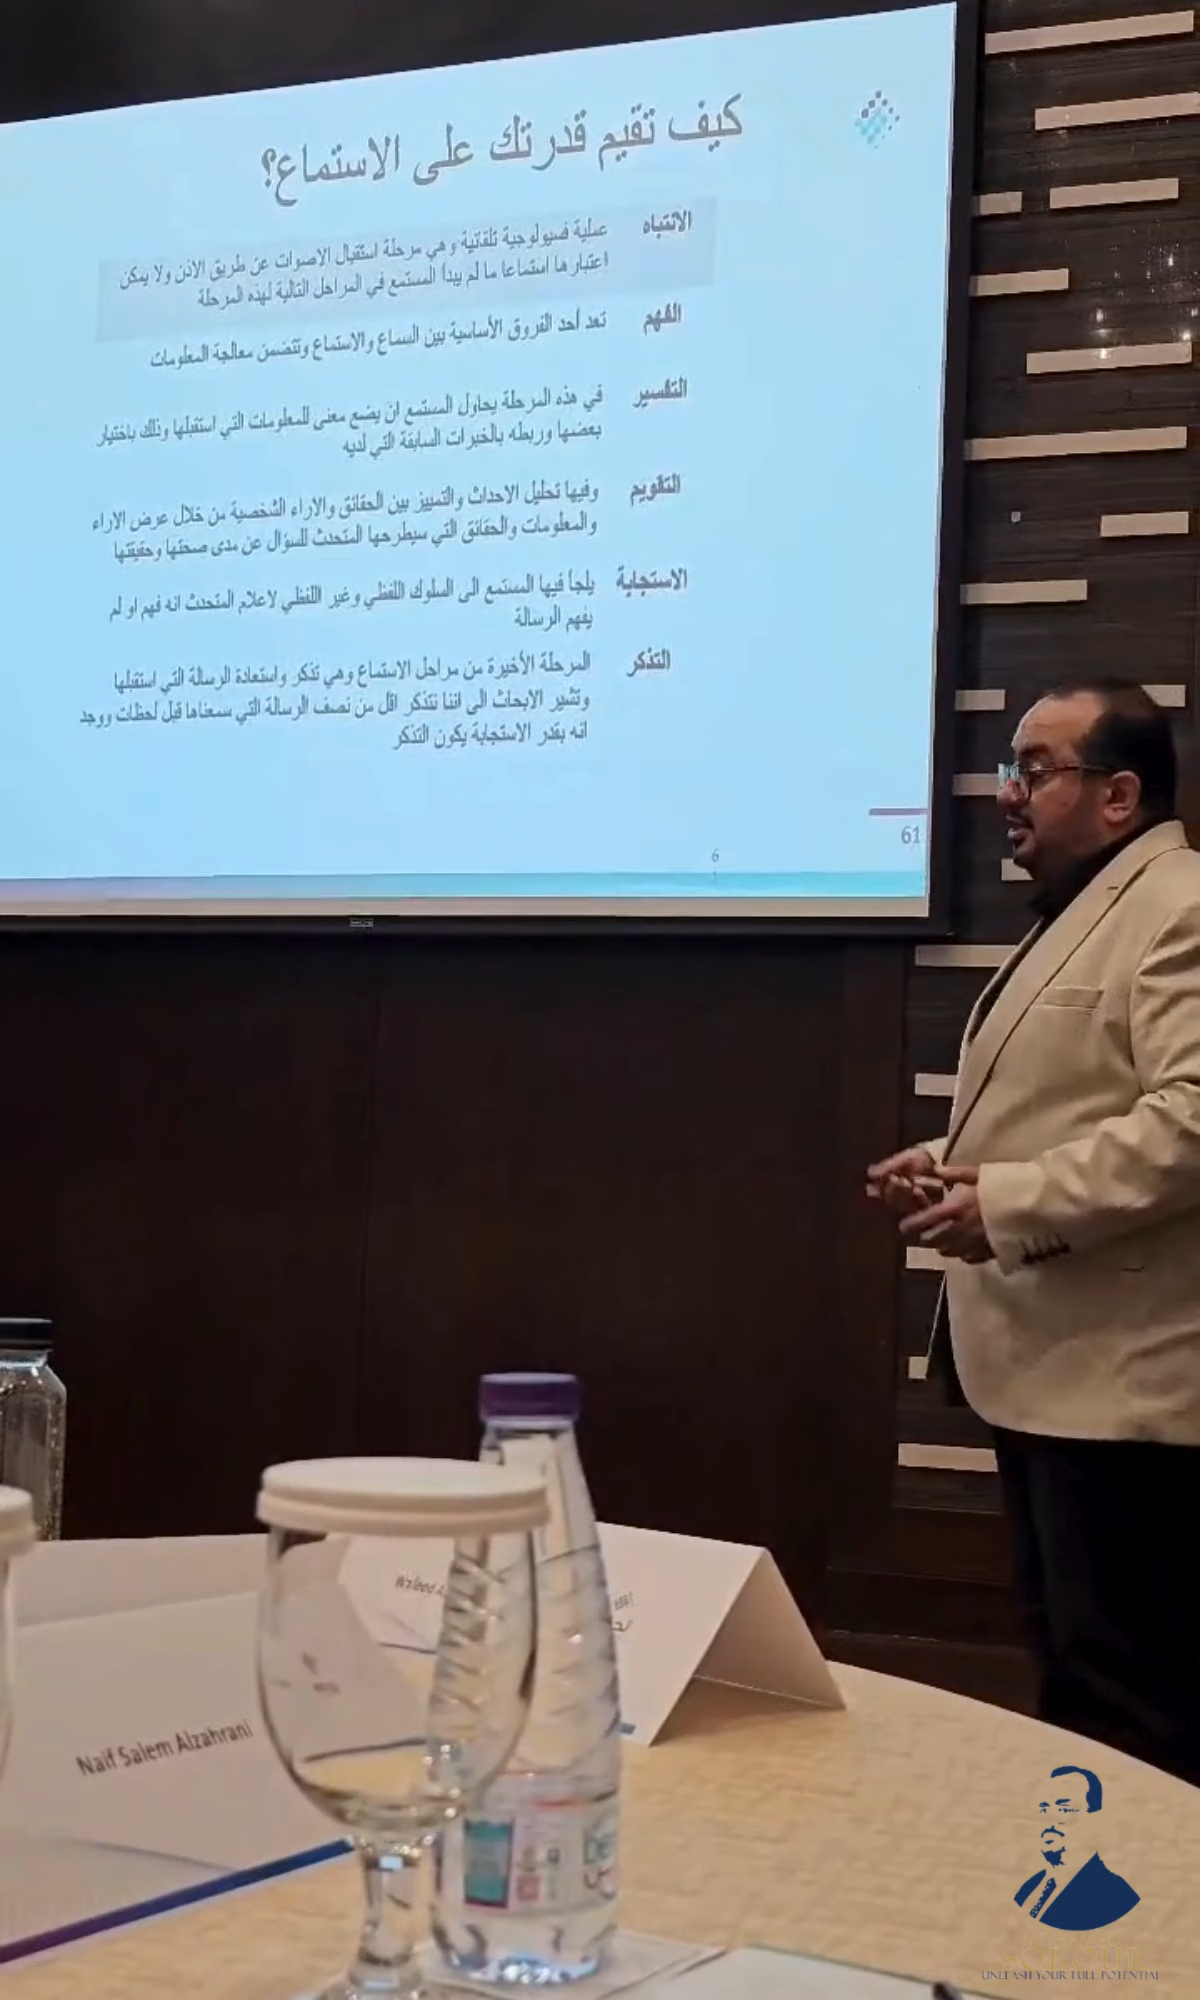 كيف تقيم قدرتك على الاستماع؟
الانتباه
عملية فسيولوجية تلقائية وهي مرحلة استقبال الاصوات عن طريق الاذن ولا يمكن
اعتبارها استماعا ما لم يبدا المستمع في المراحل التالية لهذه المرحلة
الفهم
تعد أحد الفروق الأساسية بين السماع والاستماع وتتضمن معالجة المعلومات
التفسير
في هذه المرحلة يحاول المستمع ان يضع معنى للمعلومات التي استقبلها وذلك باختيار
بعضها وربطه بالخبرات السابقة التي لديه
التقويم
وفيها تحليل الاحداث والتمييز بين الحقائق والاراء الشخصية من خلال عرض الاراء
والمعلومات والحقائق التي سيطرحها المتحدث للسؤال عن مدى صحتها وحقيقتها
الاستجابة
يلجأ فيها المستمع الى السلوك اللفظي وغير اللفظي لاعلام المتحدث انه فهم او لم
يفهم الرسالة
التذكر
المرحلة الأخيرة من مراحل الاستماع وهي تذكر واستعادة الرسالة التي استقبلها
وتشير الابحاث الى اننا نتذكر اقل من نصف الرسالة التي سمعناها قبل لحظات ووجد
انه بقدر الاستجابة يكون التذكر
61
6
Naif Salem Alzahrani
UNLEASH YOUR FULL POTENTIAL